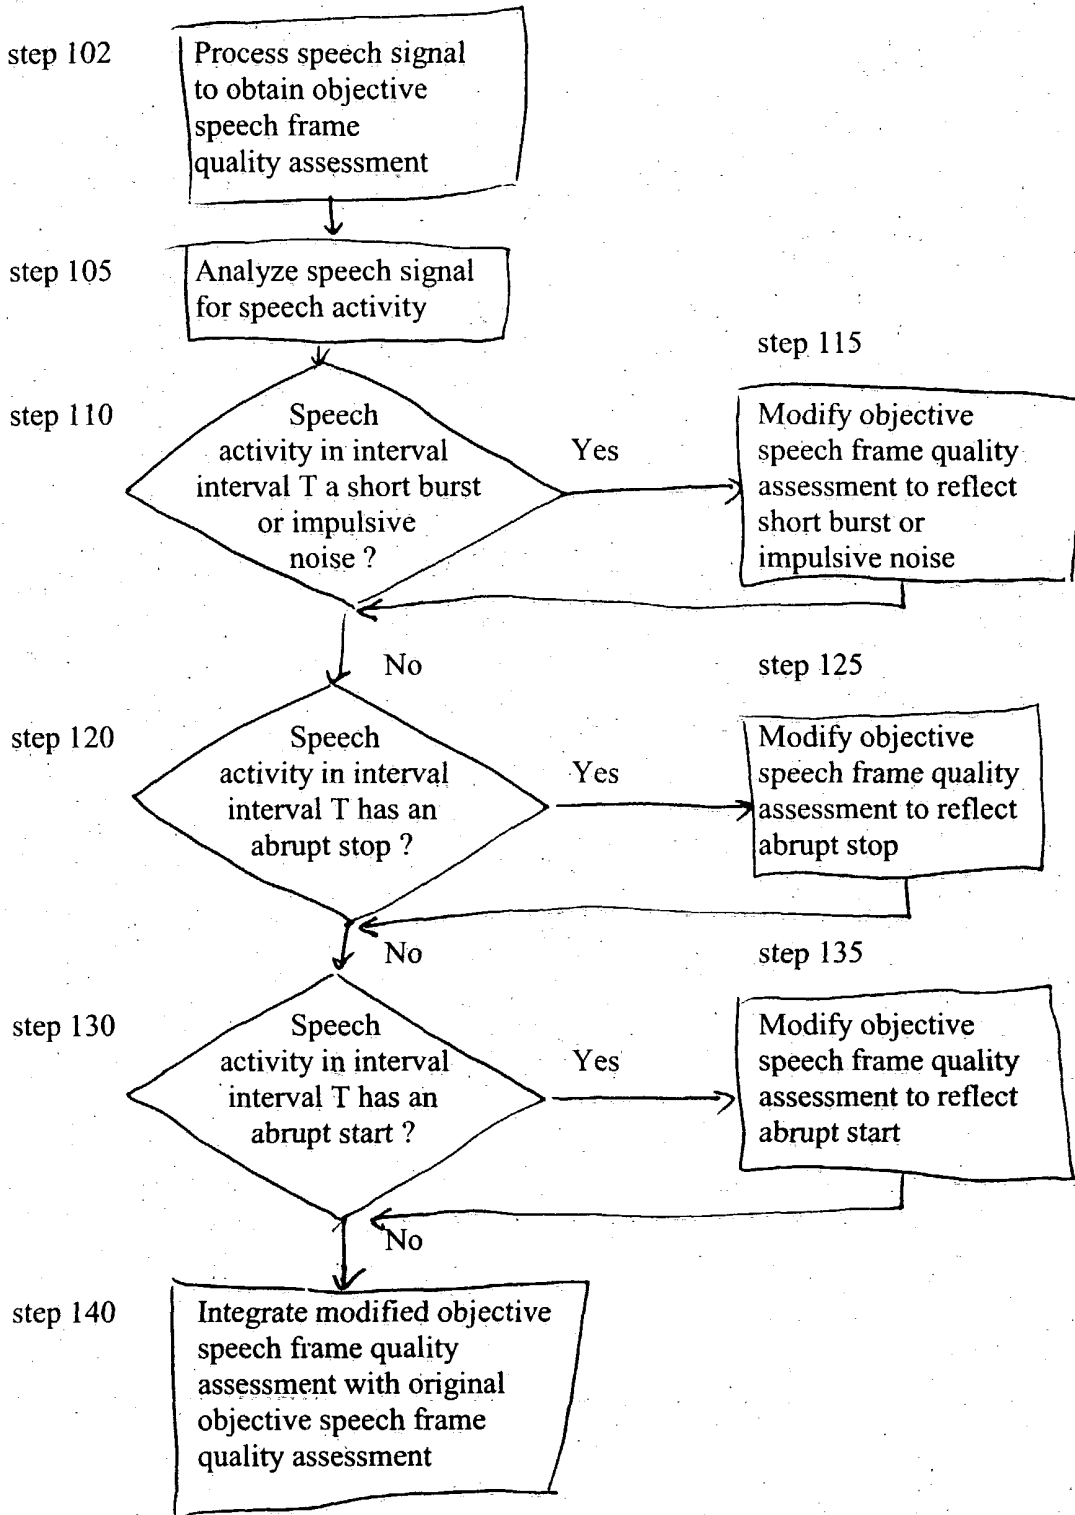 step 102
Process speech signal
to obtain objective
speech frame
quality assessment
step 105
Analyze speech signal
for speech activity
step 110
Speech
activity in interval
interval T a short burst
or impulsive
noise ?
Yes
step 115
Modify objective
speech frame quality
assessment to reflect
short burst or
impulsive noise
No
step 120
Speech
activity in interval
interval T has an
abrupt stop ?
Yes
step 125
Modify objective
speech frame quality
assessment to reflect
abrupt stop
No
step 130
Speech
activity in interval
interval T has an
abrupt start ?
Yes
step 135
Modify objective
speech frame quality
assessment to reflect
abrupt start
No
step 140
Integrate modified objective
speech frame quality
assessment with original
objective speech frame
quality assessment